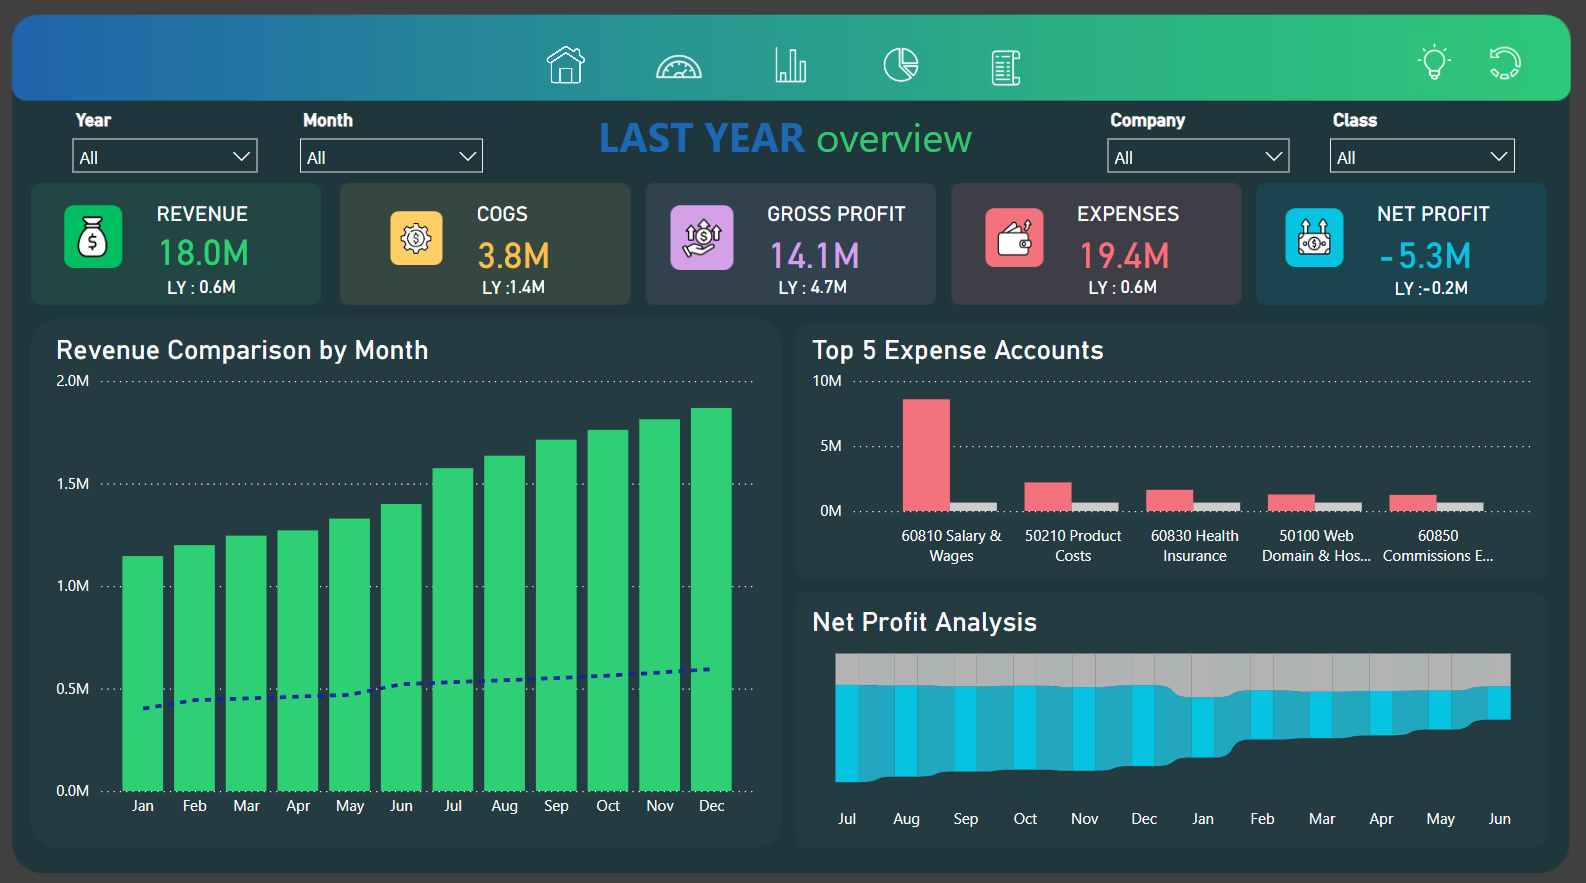 Year
Month
LAST YEAR overview
Company
Class
All
All
All
All
REVENUE
18.0M
LY : 0.6M
COGS
3.8M
LY :1.4M
GROSS PROFIT
14.1M
LY : 4.7M
EXPENSES
19.4M
LY : 0.6M
NET PROFIT
-5.3M
LY :-0.2M
Revenue Comparison by Month
2.0M
1.5M
1.0M
0.5M
0.0M
Jan Feb Mar Apr May Jun Jul Aug Sep Oct Nov Dec
Top 5 Expense Accounts
10M
5M
0M
60810 Salary &
Wages
50210 Product
Costs
60830 Health
Insurance
50100 Web
Domain & Hos...
60850
Commissions E...
Net Profit Analysis
Jul Aug Sep Oct Nov Dec Jan Feb Mar Apr May Jun